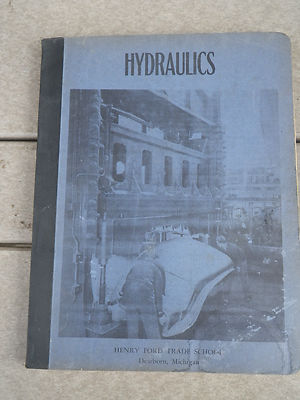 HYDRAULICS
HENRY FORD TRADE SCHOOL
Dearborn, Michigan